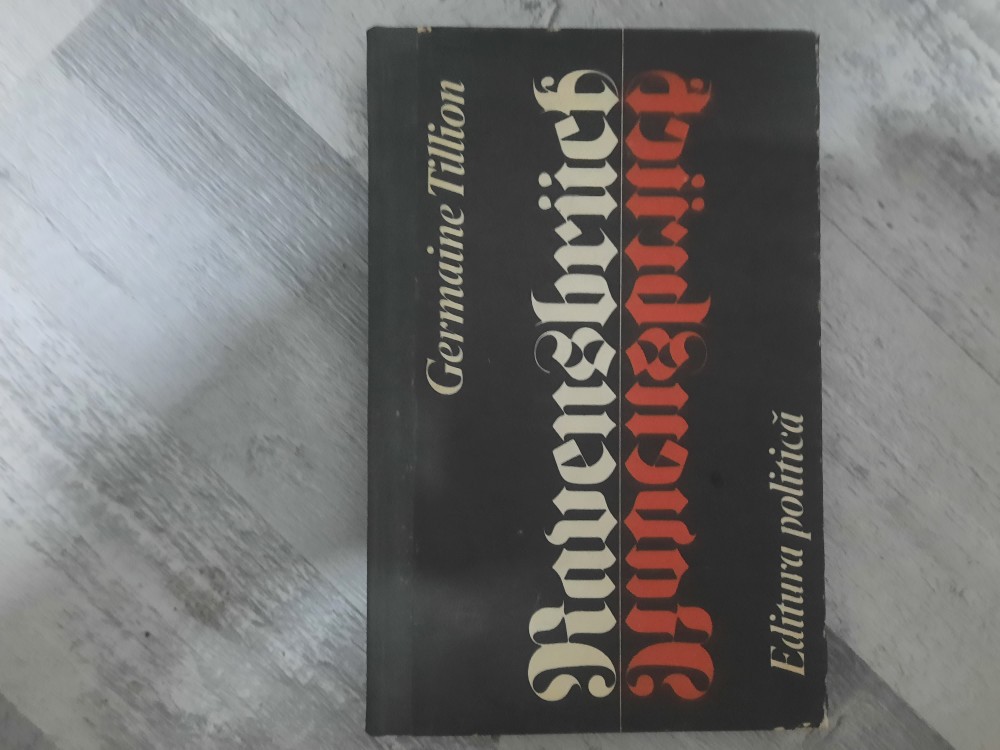 Germaine Tillion
Ravensbrück
Ravensbrück
Editura politică